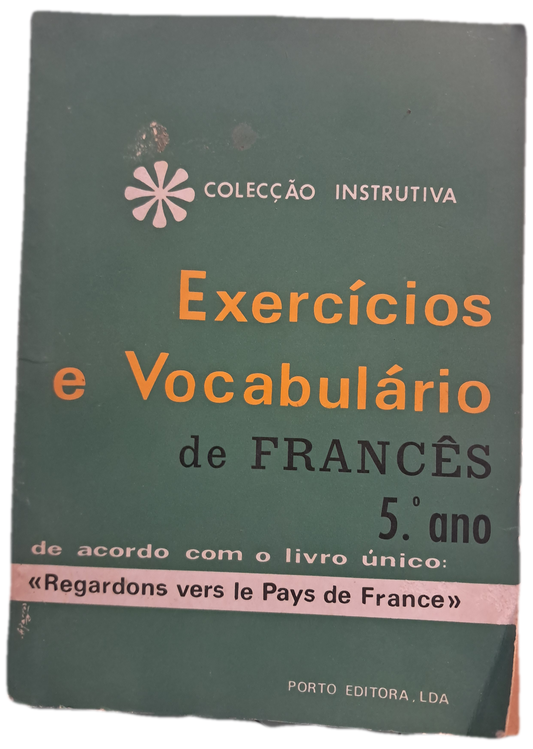 COLECÇÃO INSTRUTIVA
Exercícios
e Vocabulário
de FRANCÊS
5.º ano
de acordo com o livro único:
«Regardons vers le Pays de France»
PORTO EDITORA, LDA